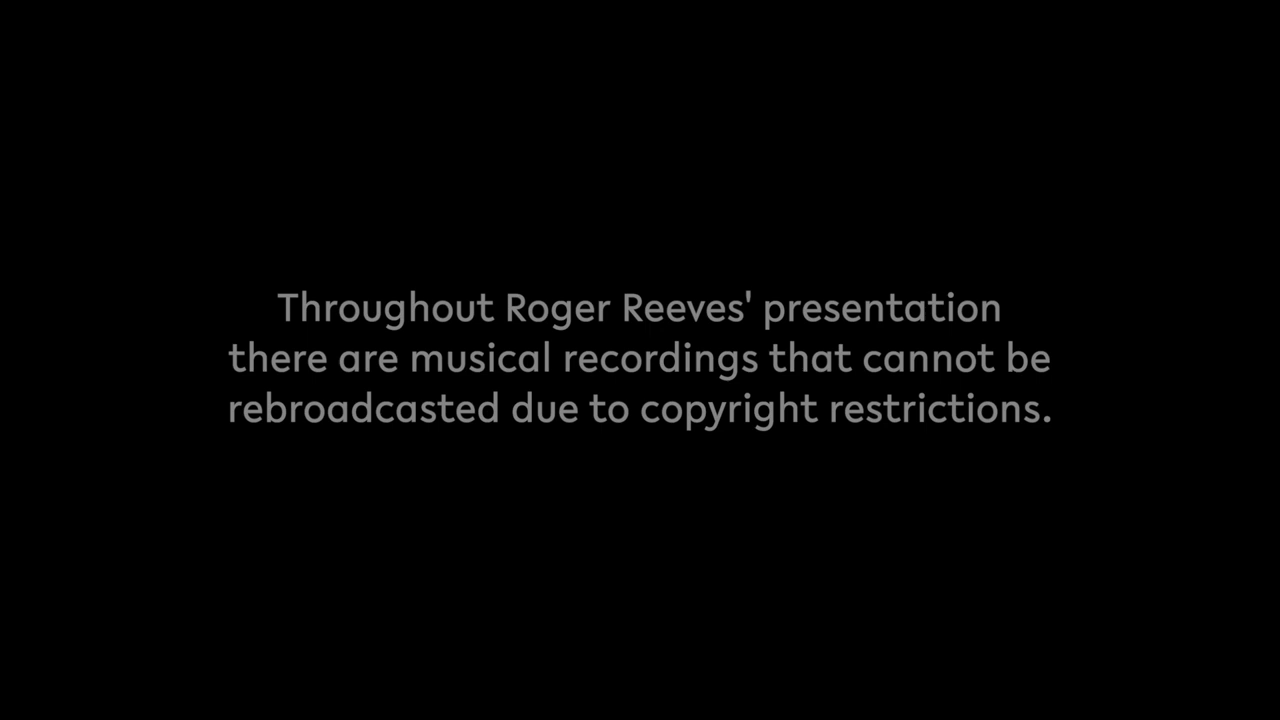 Throughout Roger Reeves' presentation
there are musical recordings that cannot be
rebroadcasted due to copyright restrictions.